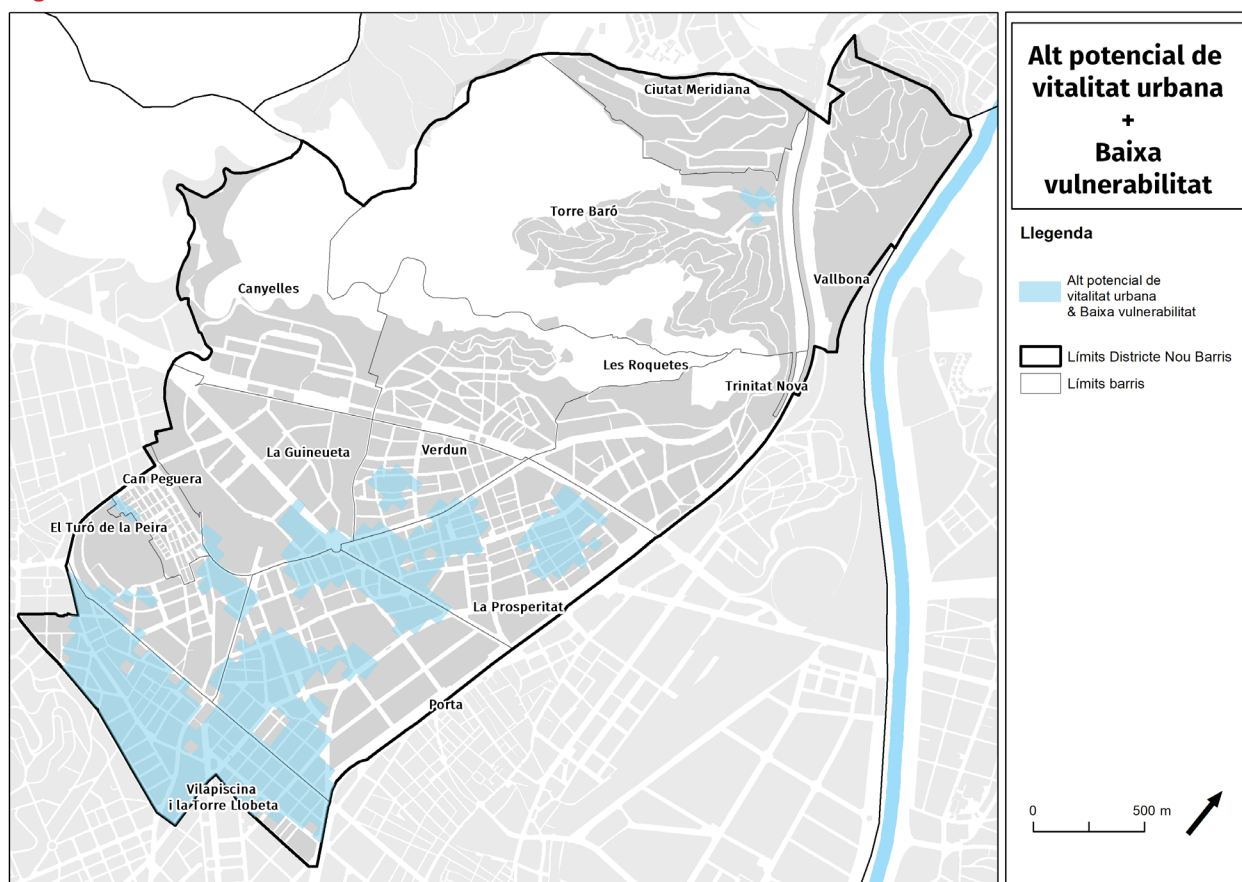 Alt potencial de
vitalitat urbana
+
Baixa
vulnerabilitat
Llegenda
Alt potencial de
vitalitat urbana
& Baixa vulnerabilitat
Límits Districte Nou Barris
Límits barris
0 500 m
Ciutat Meridiana
Torre Baró
Vallbona
Canyelles
Les Roquetes
Trinitat Nova
La Guineueta
Verdun
Can Peguera
El Turó de la Peira
La Prosperitat
Porta
Vilapiscina
i la Torre Llobeta